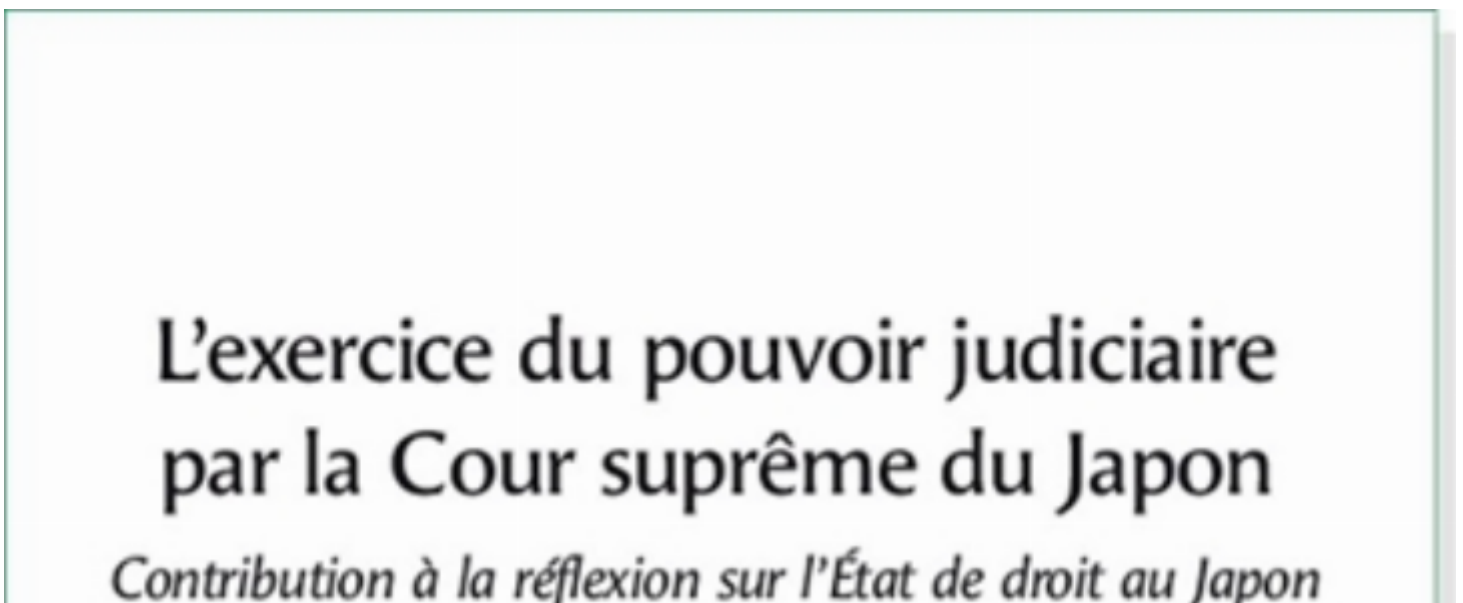 L’exercice du pouvoir judiciaire
par la Cour suprême du Japon
Contribution à la réflexion sur l’État de droit au Japon